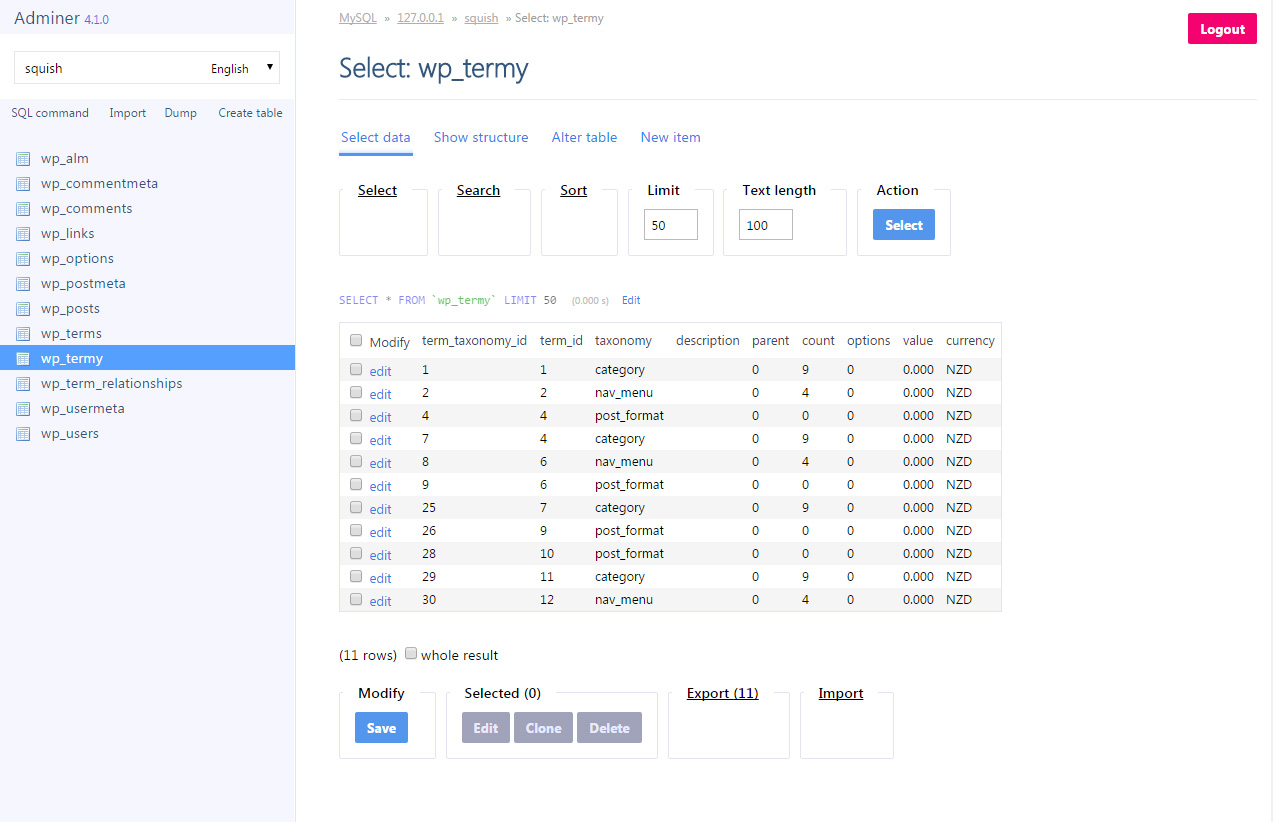 Adminer 4.1.0
squish English
SQL command Import Dump Create table
wp_alm
wp_commentmeta
wp_comments
wp_links
wp_options
wp_postmeta
wp_posts
wp_terms
wp_termy
wp_term_relationships
wp_usermeta
wp_users
MySQL » 127.0.0.1 » squish » Select: wp_termy
Logout
Select: wp_termy
Select data Show structure Alter table New item
Select Search Sort Limit Text length Action
50 100 Select
SELECT * FROM `wp_termy` LIMIT 50 (0.000 s) Edit
Modify term_taxonomy_id term_id taxonomy description parent count options value currency
edit 1 1 category 0 9 0 0.000 NZD
edit 2 2 nav_menu 0 4 0 0.000 NZD
edit 4 4 post_format 0 0 0 0.000 NZD
edit 7 4 category 0 9 0 0.000 NZD
edit 8 6 nav_menu 0 4 0 0.000 NZD
edit 9 6 post_format 0 0 0 0.000 NZD
edit 25 7 category 0 9 0 0.000 NZD
edit 26 9 post_format 0 0 0 0.000 NZD
edit 28 10 post_format 0 0 0 0.000 NZD
edit 29 11 category 0 9 0 0.000 NZD
edit 30 12 nav_menu 0 4 0 0.000 NZD
(11 rows) whole result
Modify Selected (0) Export (11) Import
Save Edit Clone Delete